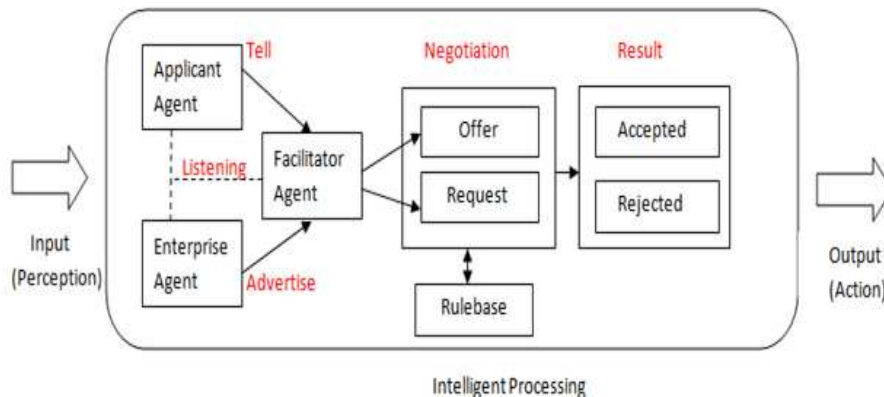 Input
(Perception)
Applicant
Agent
Tell
Listening
Enterprise
Agent
Advertise
Facilitator
Agent
Negotiation
Offer
Request
Rulebase
Result
Accepted
Rejected
Output
(Action)
Intelligent Processing